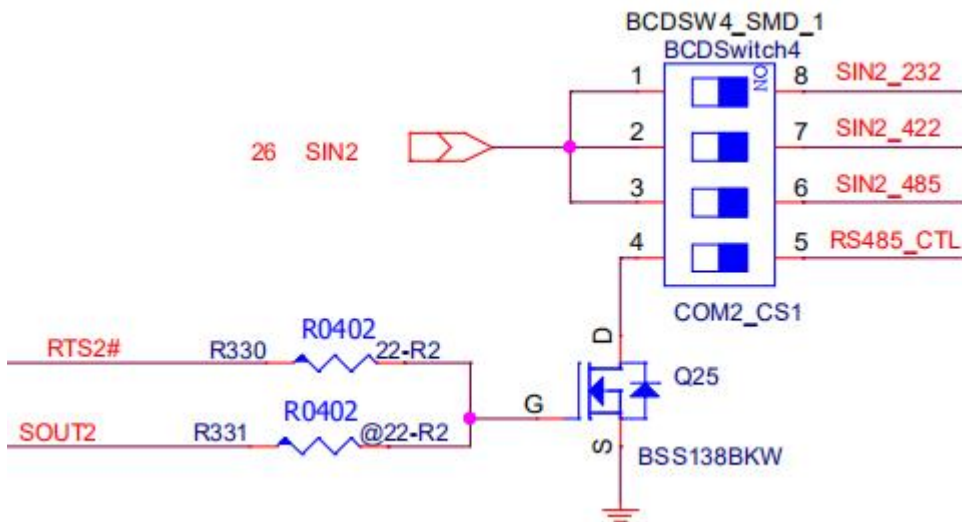 BCDSW4_SMD_1
BCDSwitch4
ON
1 8 SIN2_232
26 SIN2 2 7 SIN2_422
3 6 SIN2_485
4 5 RS485_CTL
COM2_CS1
R0402
RTS2# R330 22-R2
D
Q25
R0402
G
SOUT2 R331 @22-R2
S
BSS138BKW